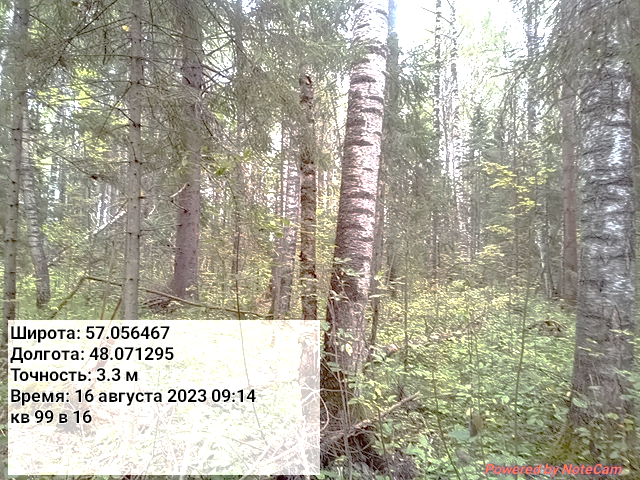 Широта: 57.056467
Долгота: 48.071295
Точность: 3.3 м
Время: 16 августа 2023 09:14
кв 99 в 16
Powered by NoteCam